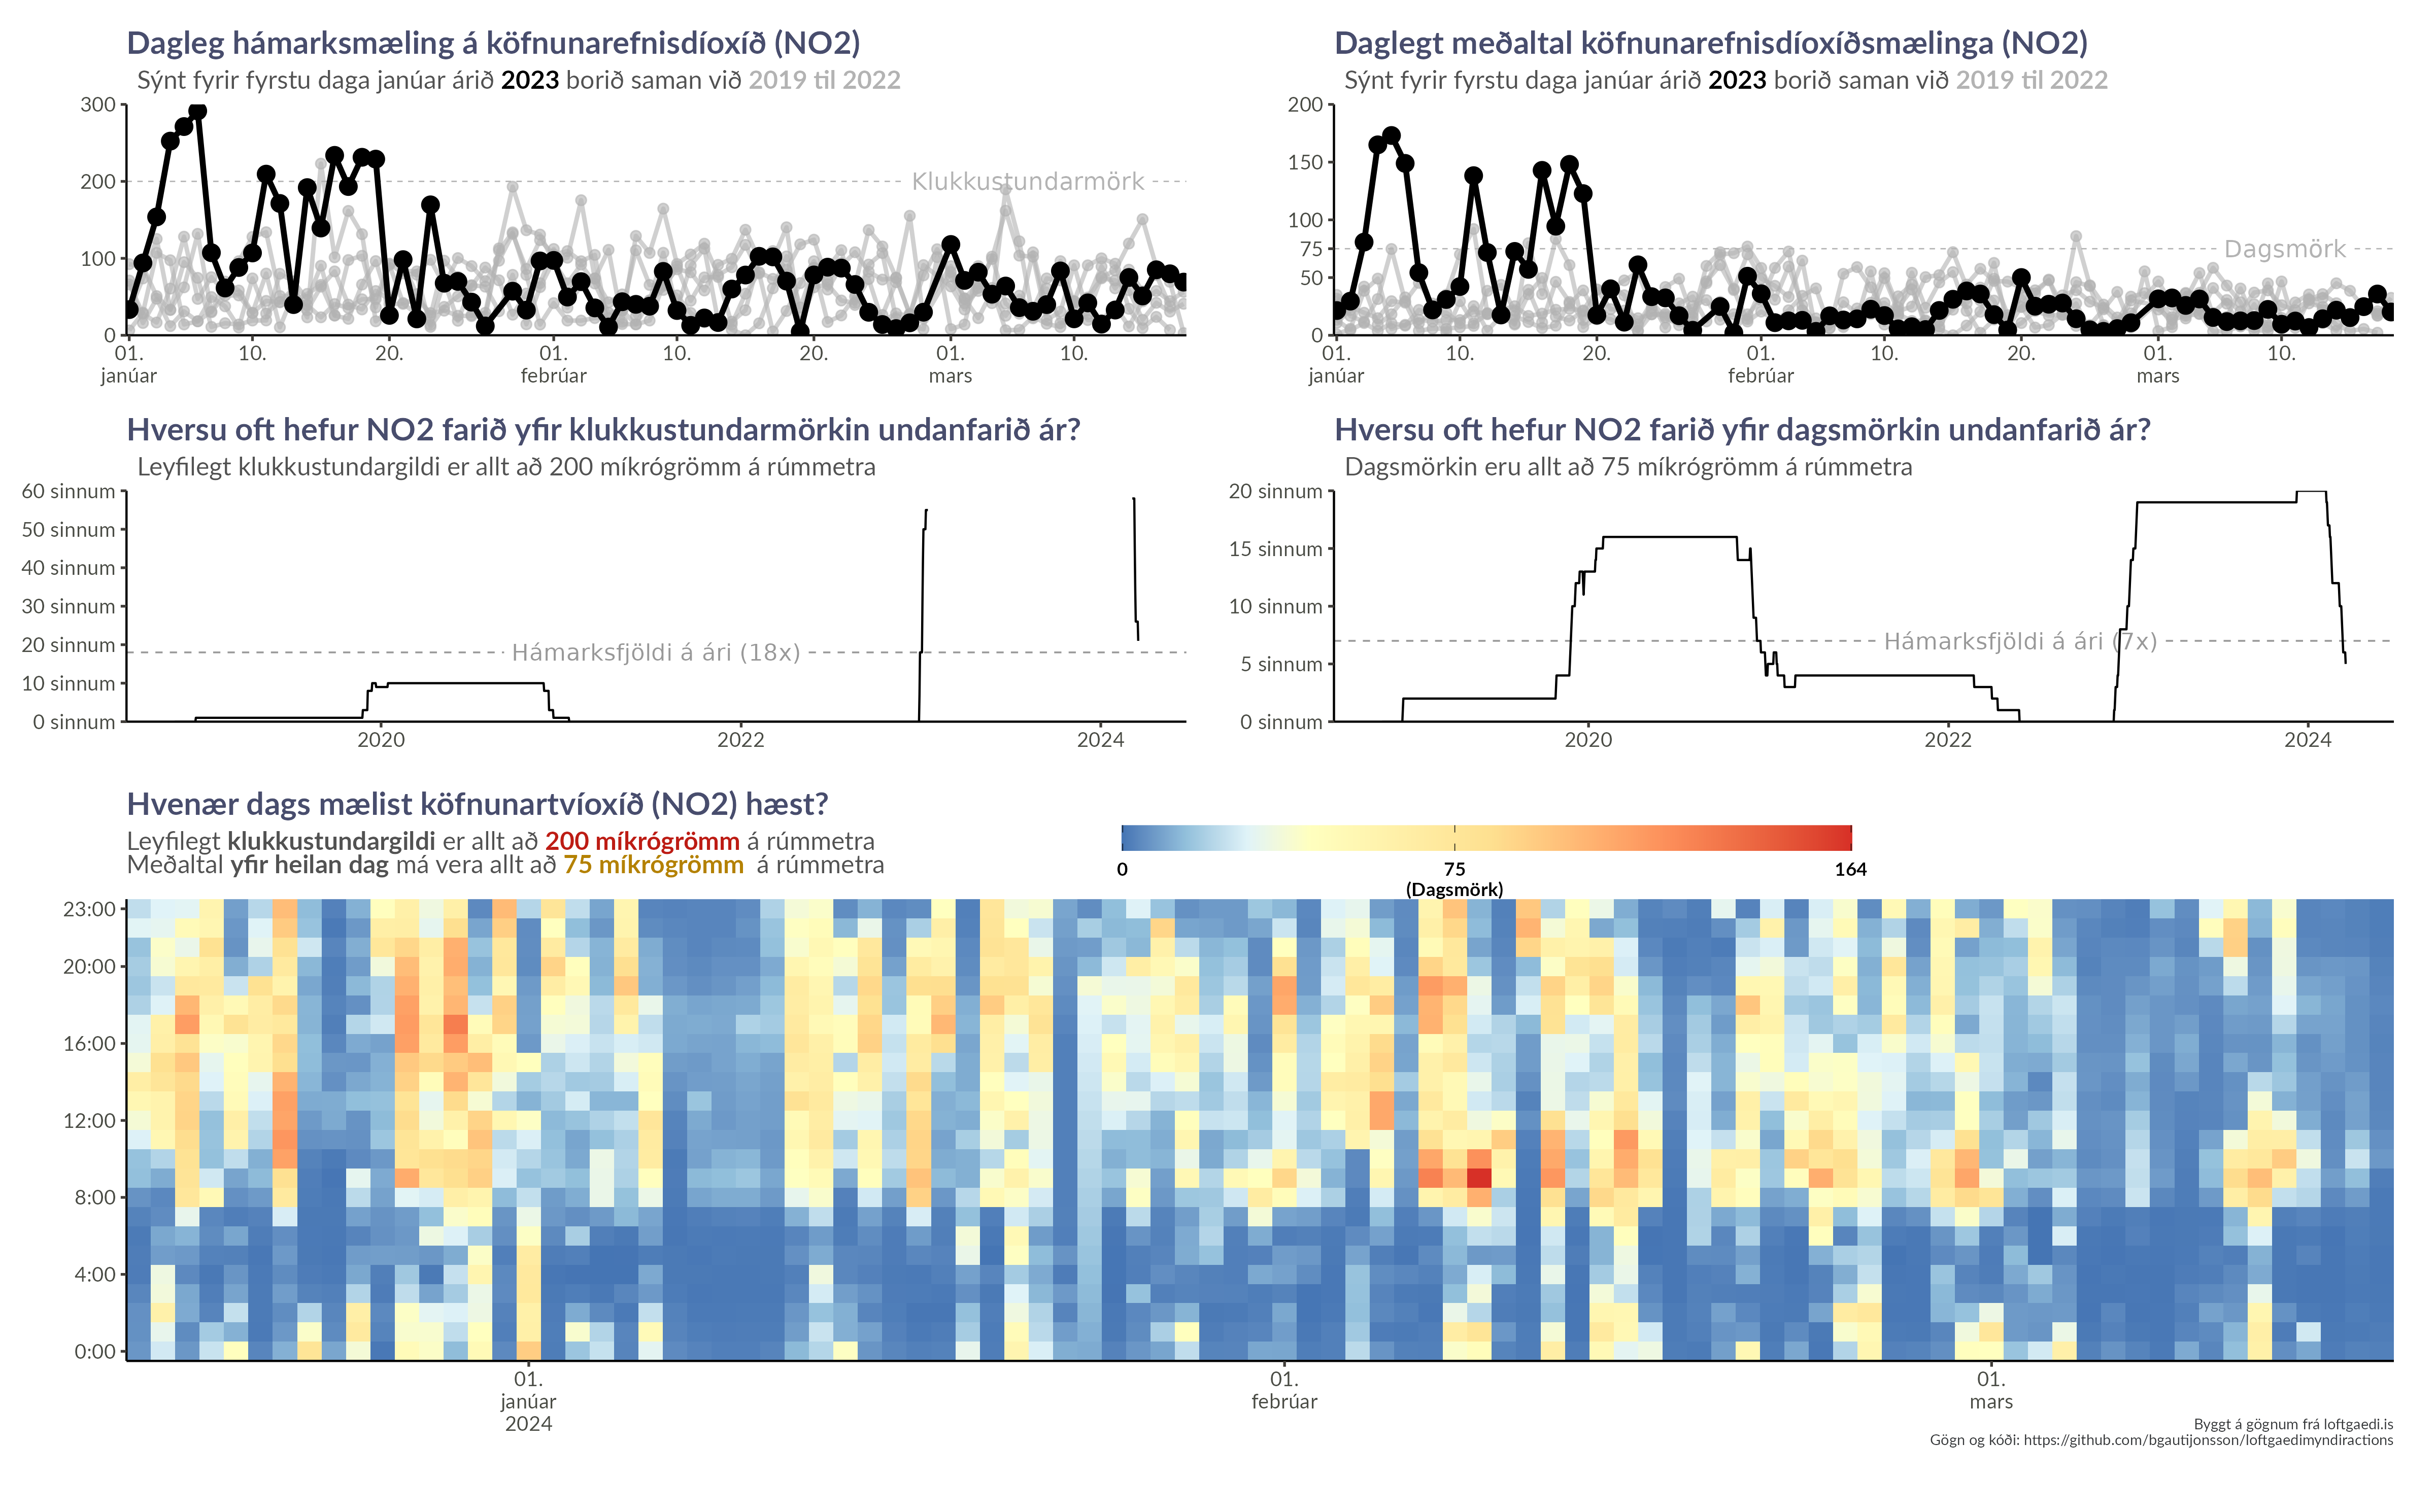 Dagleg hámarksmæling á köfnunarefnisdíoxíð (NO2)
Sýnt fyrir fyrstu daga janúar árið 2023 borið saman við 2019 til 2022
300
200
100
0
Klukkustundarmörk
01. 10. 20. 01. 10. 20. 01. 10.
janúar febrúar mars
Daglegt meðaltal köfnunarefnisdíoxíðsmælinga (NO2)
Sýnt fyrir fyrstu daga janúar árið 2023 borið saman við 2019 til 2022
200
150
100
75
50
0
Dagsmörk
01. 10. 20. 01. 10. 20. 01. 10.
janúar febrúar mars
Hversu oft hefur NO2 farið yfir klukkustundarmörkin undanfarið ár?
Leyfilegt klukkustundargildi er allt að 200 míkrógrömm á rúmmetra
60 sinnum
50 sinnum
40 sinnum
30 sinnum
20 sinnum
10 sinnum
0 sinnum
Hámarksfjöldi á ári (18x)
2020 2022 2024
Hversu oft hefur NO2 farið yfir dagsmörkin undanfarið ár?
Dagsmörkin eru allt að 75 míkrógrömm á rúmmetra
20 sinnum
15 sinnum
10 sinnum
5 sinnum
0 sinnum
Hámarksfjöldi á ári (7x)
2020 2022 2024
Hvenær dags mælist köfnunartvíoxíð (NO2) hæst?
Leyfilegt klukkustundargildi er allt að 200 míkrógrömm á rúmmetra
Meðaltal yfir heilan dag má vera allt að 75 míkrógrömm á rúmmetra
0 75 164
(Dagsmörk)
23:00
20:00
16:00
12:00
8:00
4:00
0:00
01. 01. 01.
janúar febrúar mars
2024
Byggt á gögnum frá loftgaedi.is
Gögn og kóði: https://github.com/bgautijonsson/loftgaedimyndiractions